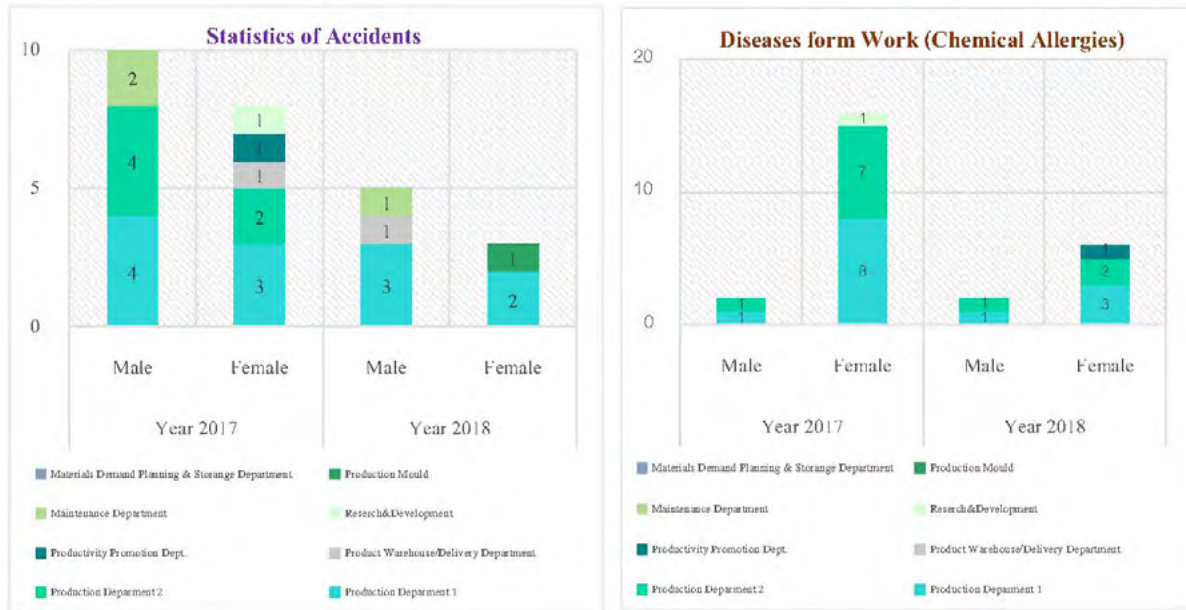 Statistics of Accidents
10
5
0
2
4
4
1
1
1
2
3
1
1
3
1
2
Male
Female
Male
Female
Year 2017
Year 2018
Materials Demand Planning & Storange Department
Production Mould
Maintenance Department
Reserch&Development
Productivity Promotion Dept.
Product Warehouse/Delivery Department
Production Deparment 2
Production Deparment 1
Diseases form Work (Chemical Allergies)
20
10
0
1
1
1
7
8
1
1
1
2
3
Male
Female
Male
Female
Year 2017
Year 2018
Materials Demand Planning & Storange Department
Production Mould
Maintenance Department
Reserch&Development
Productivity Promotion Dept.
Product Warehouse/Delivery Department
Production Deparment 2
Production Deparment 1